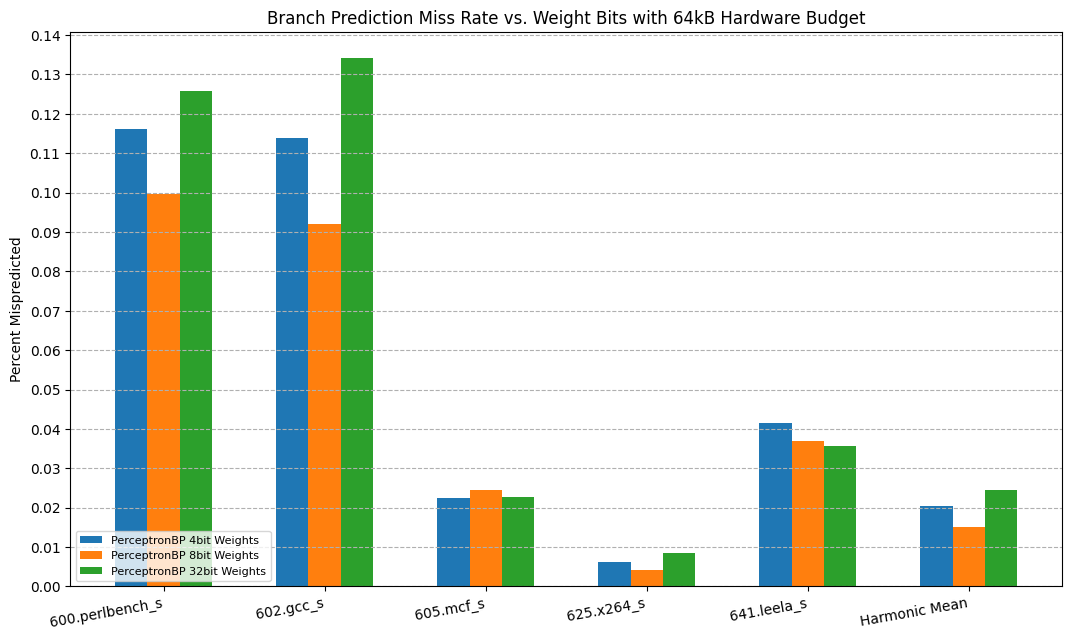 Branch Prediction Miss Rate vs. Weight Bits with 64kB Hardware Budget
Percent Mispredicted
0.14
0.13
0.12
0.11
0.10
0.09
0.08
0.07
0.06
0.05
0.04
0.03
0.02
0.01
0.00
PerceptronBP 4bit Weights
PerceptronBP 8bit Weights
PerceptronBP 32bit Weights
600.perlbench_s
602.gcc_s
605.mcf_s
625.x264_s
641.leela_s
Harmonic Mean